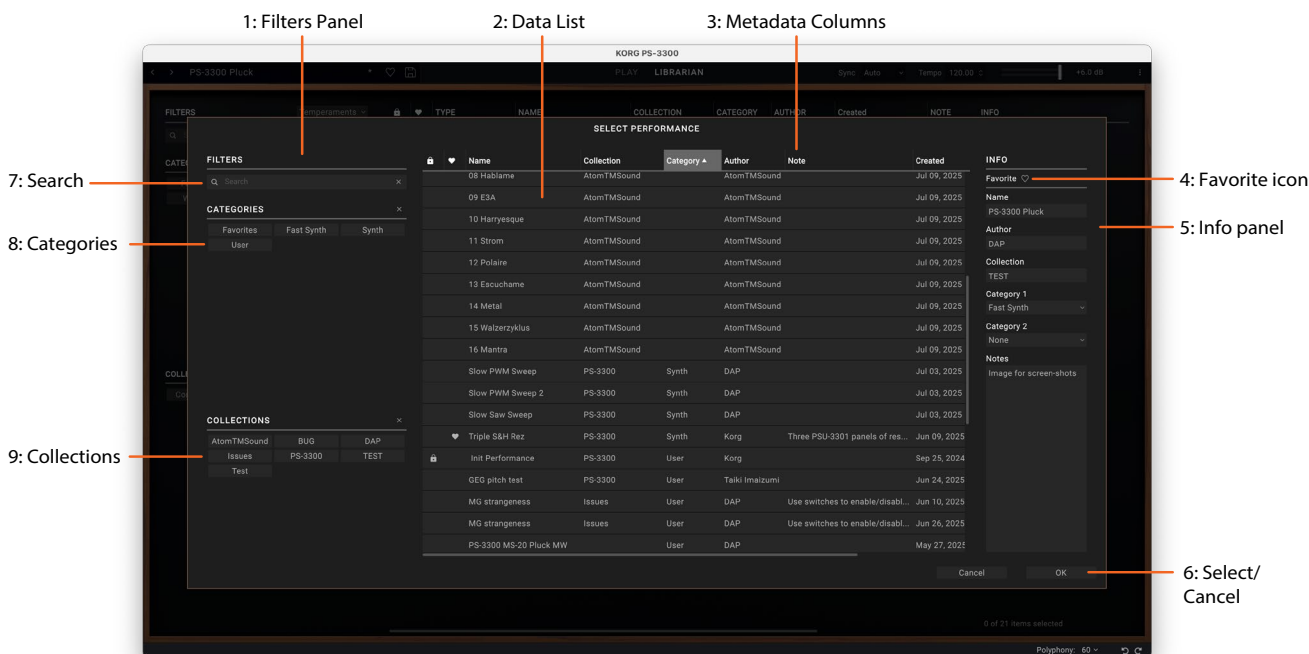 1: Filters Panel
2: Data List
3: Metadata Columns
KORG PS-3300
PS-3300 Pluck
PLAY LIBRARIAN
Sync Auto
Tempo 120.00
+6.0 dB
FILTERS
Temperaments
TYPE NAME COLLECTION CATEGORY AUTHOR Created NOTE INFO
SELECT PERFORMANCE
7: Search
8: Categories
9: Collections
FILTERS
Search
CATEGORIES
Favorites Fast Synth Synth
User
COLLECTIONS
AtomTMSound BUG DAP
Issues PS-3300 TEST
Test
Name Collection Category Author Note Created
08 Hablame AtomTMSound AtomTMSound Jul 09, 2025
09 E3A AtomTMSound AtomTMSound Jul 09, 2025
10 Harryesque AtomTMSound AtomTMSound Jul 09, 2025
11 Strom AtomTMSound AtomTMSound Jul 09, 2025
12 Polaire AtomTMSound AtomTMSound Jul 09, 2025
13 Escuchame AtomTMSound AtomTMSound Jul 09, 2025
14 Metal AtomTMSound AtomTMSound Jul 09, 2025
15 Walzerzyklus AtomTMSound AtomTMSound Jul 09, 2025
16 Mantra AtomTMSound AtomTMSound Jul 09, 2025
Slow PWM Sweep PS-3300 Synth DAP Jul 03, 2025
Slow PWM Sweep 2 PS-3300 Synth DAP Jul 03, 2025
Slow Saw Sweep PS-3300 Synth DAP Jul 03, 2025
Triple S&H Rez PS-3300 Synth Korg Three PSU-3301 panels of res... Jun 09, 2025
Init Performance PS-3300 User Korg Sep 25, 2024
GEG pitch test PS-3300 User Taiki Imaizumi Jun 24, 2025
MG strangeness Issues User DAP Use switches to enable/disabl... Jun 10, 2025
MG strangeness Issues User DAP Use switches to enable/disabl... Jun 26, 2025
PS-3300 MS-20 Pluck MW User DAP May 27, 2025
INFO
Favorite
Name
PS-3300 Pluck
Author
DAP
Collection
TEST
Category 1
Fast Synth
Category 2
None
Notes
Image for screen-shots
Cancel OK
0 of 21 items selected
Polyphony: 60
4: Favorite icon
5: Info panel
6: Select/
Cancel